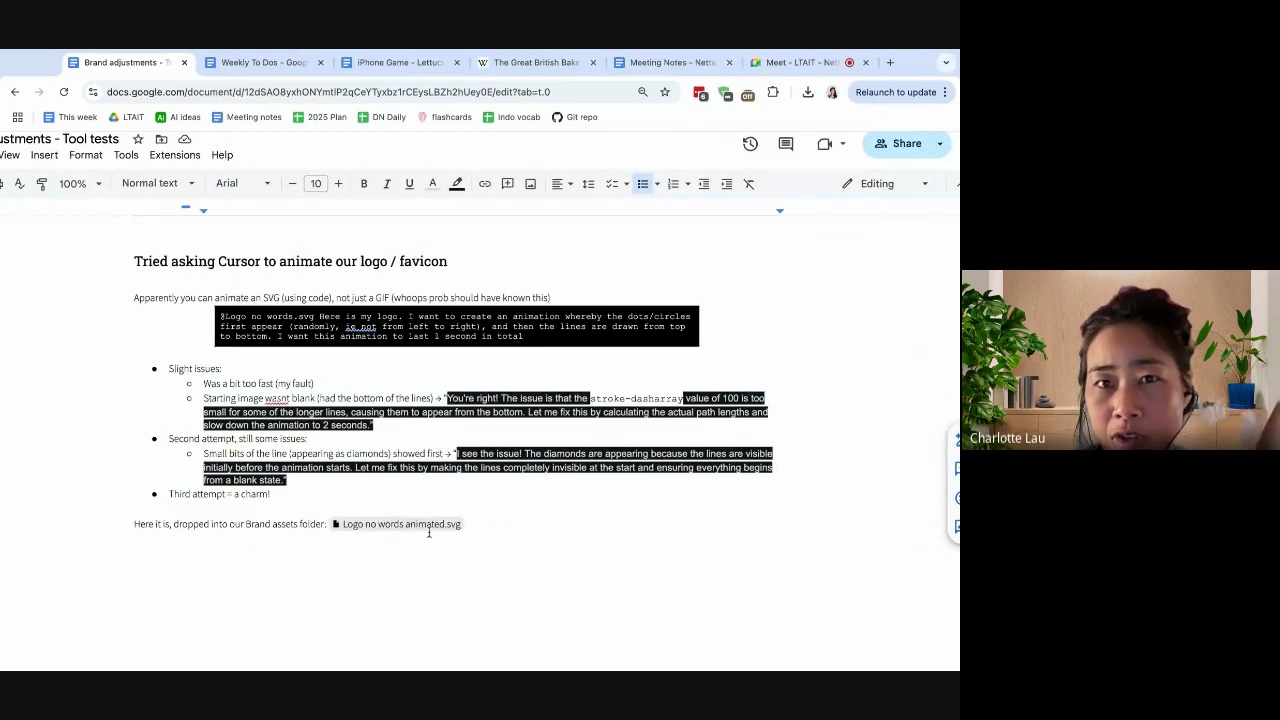 Brand adjustments - T
Weekly To Dos - Goog
iPhone Game - Lettuc
The Great British Bake
Meeting Notes - Netta
Meet - LTAIT - Net
docs.google.com/document/d/12dSAO8yxhONYmtlP2qCeYTyxbz1rCEysLBZh2hUey0E/edit?tab=t.0
6
Off
Relaunch to update
This week
LTAIT
AI ideas
Meeting notes
2025 Plan
DN Daily
flashcards
Indo vocab
Git repo
ustments - Tool tests
Share
View Insert Format Tools Extensions Help
100%
Normal text
Arial
10
B I U A
Editing
Tried asking Cursor to animate our logo / favicon
Apparently you can animate an SVG (using code), not just a GIF (whoops prob should have known this)
@Logo no words.svg Here is my logo. I want to create an animation whereby the dots/circles
first appear (randomly, ie not from left to right), and then the lines are drawn from top
to bottom. I want this animation to last 1 second in total
● Slight issues:
○ Was a bit too fast (my fault)
○ Starting image wasnt blank (had the bottom of the lines) → "You're right! The issue is that the stroke-dasharray value of 100 is too
small for some of the longer lines, causing them to appear from the bottom. Let me fix this by calculating the actual path lengths and
slow down the animation to 2 seconds."
● Second attempt, still some issues:
○ Small bits of the line (appearing as diamonds) showed first → "I see the issue! The diamonds are appearing because the lines are visible
initially before the animation starts. Let me fix this by making the lines completely invisible at the start and ensuring everything begins
from a blank state."
● Third attempt = a charm!
Here it is, dropped into our Brand assets folder: Logo no words animated.svg
Charlotte Lau